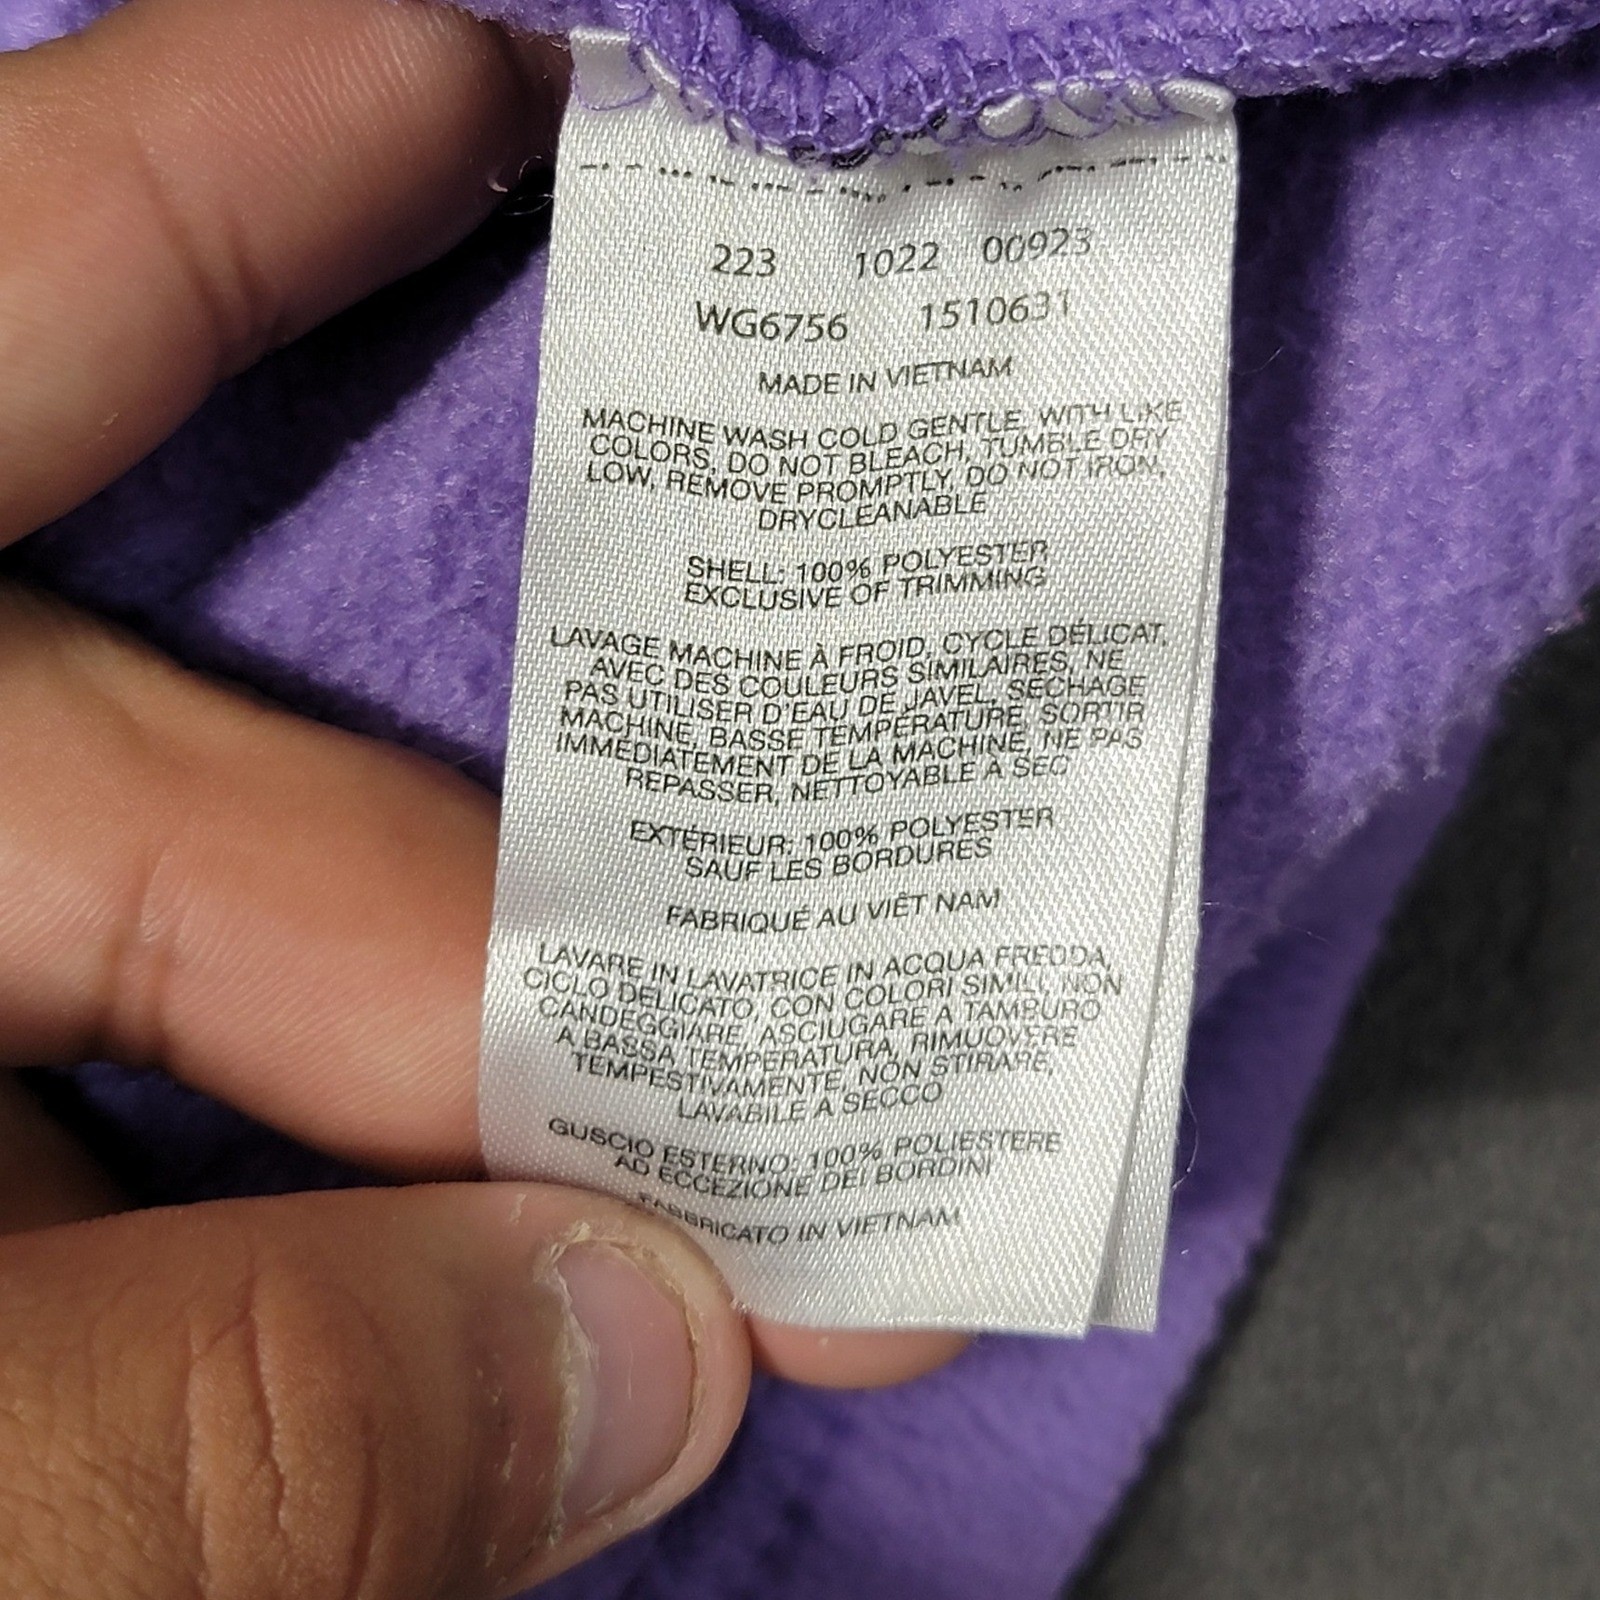 223 1022 00923
WG6756 1510631
MADE IN VIETNAM
MACHINE WASH COLD GENTLE, WITH LIKE
COLORS, DO NOT BLEACH, TUMBLE DRY
LOW, REMOVE PROMPTLY, DO NOT IRON,
DRYCLEANABLE
SHELL: 100% POLYESTER
EXCLUSIVE OF TRIMMING
LAVAGE MACHINE À FROID, CYCLE DÉLICAT,
AVEC DES COULEURS SIMILAIRES, NE
PAS UTILISER D'EAU DE JAVEL, SÉCHAGE
MACHINE, BASSE TEMPÉRATURE, SORTIR
IMMÉDIATEMENT DE LA MACHINE, NE PAS
REPASSER, NETTOYABLE À SEC
EXTÉRIEUR: 100% POLYESTER
SAUF LES BORDURES
FABRIQUÉ AU VIÊT NAM
LAVARE IN LAVATRICE IN ACQUA FREDDA,
CICLO DELICATO, CON COLORI SIMILI, NON
CANDEGGIARE, ASCIUGARE A TAMBURO
A BASSA TEMPERATURA, RIMUOVERE
TEMPESTIVAMENTE, NON STIRARE,
LAVABILE A SECCO
GUSCIO ESTERNO: 100% POLIESTERE
AD ECCEZIONE DEI BORDINI
FABBRICATO IN VIETNAM